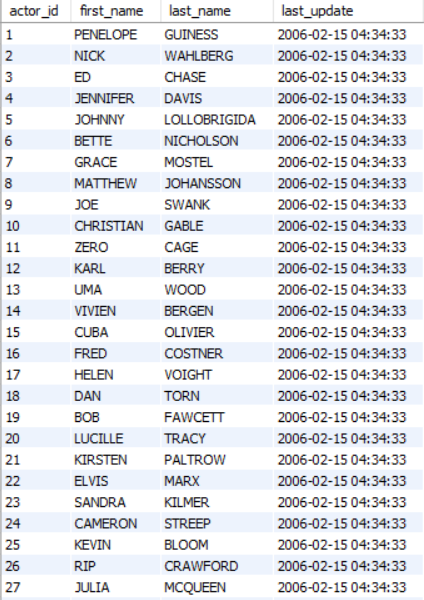 actor_id first_name last_name last_update
1 PENELOPE GUINESS 2006-02-15 04:34:33
2 NICK WAHLBERG 2006-02-15 04:34:33
3 ED CHASE 2006-02-15 04:34:33
4 JENNIFER DAVIS 2006-02-15 04:34:33
5 JOHNNY LOLLOBRIGIDA 2006-02-15 04:34:33
6 BETTE NICHOLSON 2006-02-15 04:34:33
7 GRACE MOSTEL 2006-02-15 04:34:33
8 MATTHEW JOHANSSON 2006-02-15 04:34:33
9 JOE SWANK 2006-02-15 04:34:33
10 CHRISTIAN GABLE 2006-02-15 04:34:33
11 ZERO CAGE 2006-02-15 04:34:33
12 KARL BERRY 2006-02-15 04:34:33
13 UMA WOOD 2006-02-15 04:34:33
14 VIVIEN BERGEN 2006-02-15 04:34:33
15 CUBA OLIVIER 2006-02-15 04:34:33
16 FRED COSTNER 2006-02-15 04:34:33
17 HELEN VOIGHT 2006-02-15 04:34:33
18 DAN TORN 2006-02-15 04:34:33
19 BOB FAWCETT 2006-02-15 04:34:33
20 LUCILLE TRACY 2006-02-15 04:34:33
21 KIRSTEN PALTROW 2006-02-15 04:34:33
22 ELVIS MARX 2006-02-15 04:34:33
23 SANDRA KILMER 2006-02-15 04:34:33
24 CAMERON STREEP 2006-02-15 04:34:33
25 KEVIN BLOOM 2006-02-15 04:34:33
26 RIP CRAWFORD 2006-02-15 04:34:33
27 JULIA MCQUEEN 2006-02-15 04:34:33